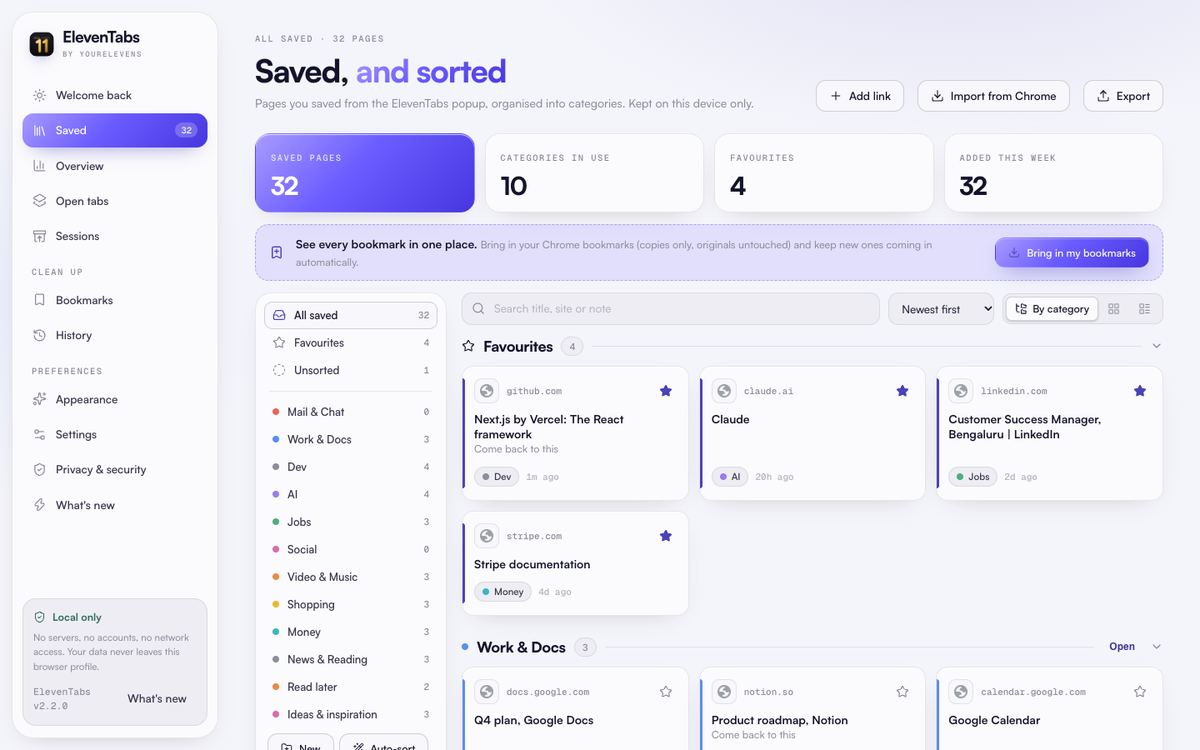 11 ElevenTabs
BY YOURELEVENS
Welcome back
Saved 32
Overview
Open tabs
Sessions
CLEAN UP
Bookmarks
History
PREFERENCES
Appearance
Settings
Privacy & security
What's new
Local only
No servers, no accounts, no network
access. Your data never leaves this
browser profile.
ElevenTabs
v2.2.0
What's new
ALL SAVED · 32 PAGES
Saved, and sorted
Pages you saved from the ElevenTabs popup, organised into categories. Kept on this device only.
Add link
Import from Chrome
Export
SAVED PAGES
32
CATEGORIES IN USE
10
FAVOURITES
4
ADDED THIS WEEK
32
See every bookmark in one place. Bring in your Chrome bookmarks (copies only, originals untouched) and keep new ones coming in
automatically.
Bring in my bookmarks
All saved 32
Favourites 4
Unsorted 1
Mail & Chat 0
Work & Docs 3
Dev 4
AI 4
Jobs 3
Social 0
Video & Music 3
Shopping 3
Money 3
News & Reading 3
Read later 2
Ideas & inspiration 3
New
Auto-sort
Search title, site or note
Newest first
By category
Favourites 4
github.com
Next.js by Vercel: The React
framework
Come back to this
Dev 1m ago
claude.ai
Claude
AI 20h ago
linkedin.com
Customer Success Manager,
Bengaluru | LinkedIn
Jobs 2d ago
stripe.com
Stripe documentation
Money 4d ago
Work & Docs 3
Open
docs.google.com
Q4 plan, Google Docs
notion.so
Product roadmap, Notion
Come back to this
calendar.google.com
Google Calendar